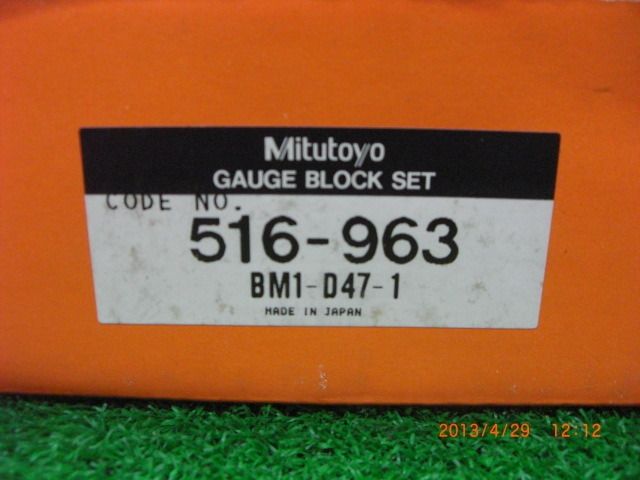 Mitutoyo
GAUGE BLOCK SET
CODE NO.
516-963
BM1-D47-1
MADE IN JAPAN
2013/4/29 12:12